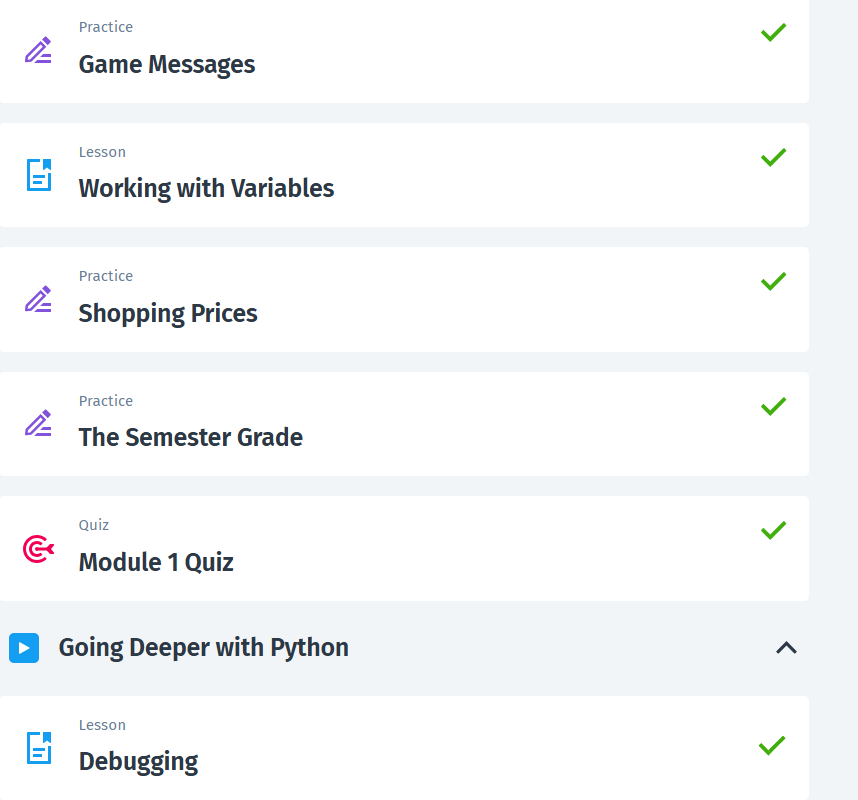 Practice
Game Messages
Lesson
Working with Variables
Practice
Shopping Prices
Practice
The Semester Grade
Quiz
Module 1 Quiz
Going Deeper with Python
Lesson
Debugging